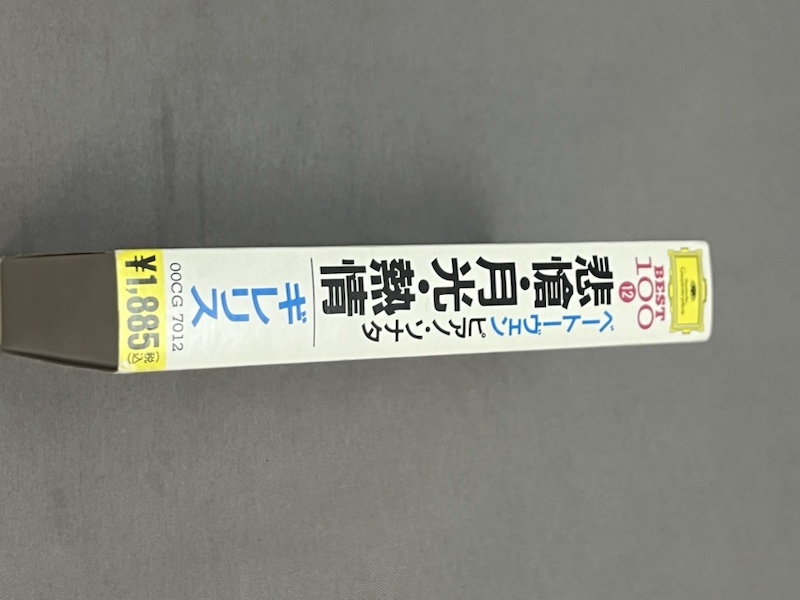 BEST
100
12
ベートーヴェン ピアノ・ソナタ
悲愴・月光・熱情
ギレリス
00CG 7012
¥1,885(税込)